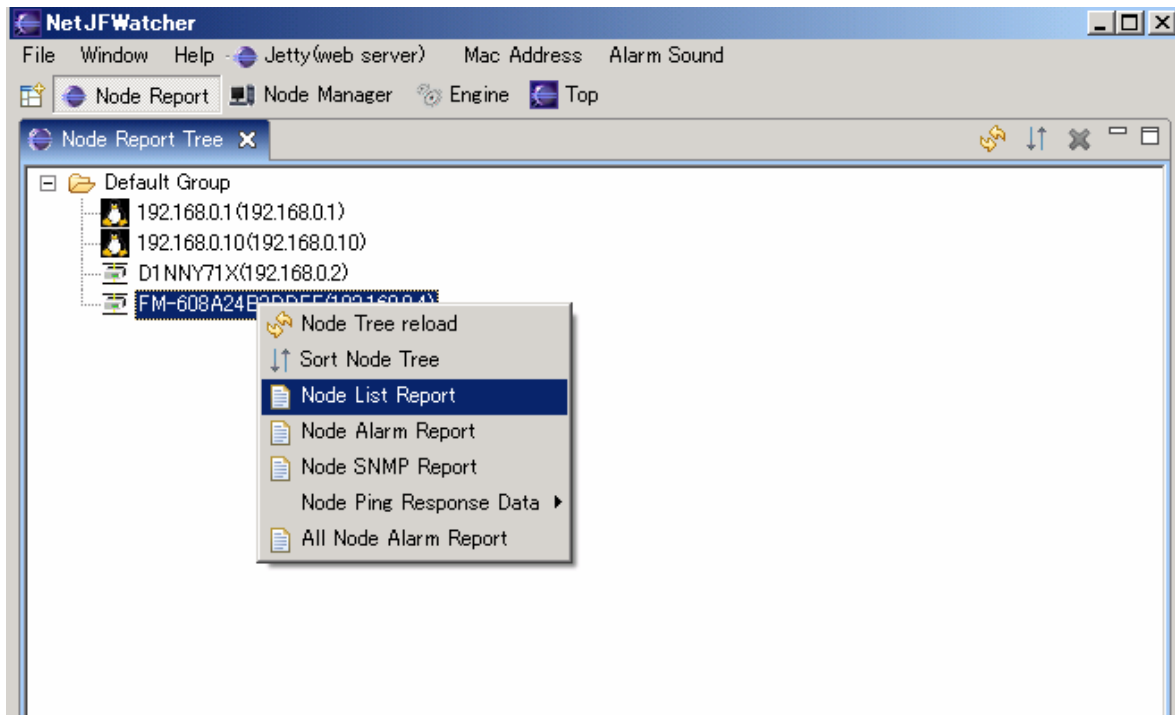 NetJFWatcher
File Window Help Jetty(web server) Mac Address Alarm Sound
Node Report Node Manager Engine Top
Node Report Tree
Default Group
192.168.0.1(192.168.0.1)
192.168.0.10(192.168.0.10)
D1NNY71X(192.168.0.2)
Node Tree reload
Sort Node Tree
Node List Report
Node Alarm Report
Node SNMP Report
Node Ping Response Data
All Node Alarm Report